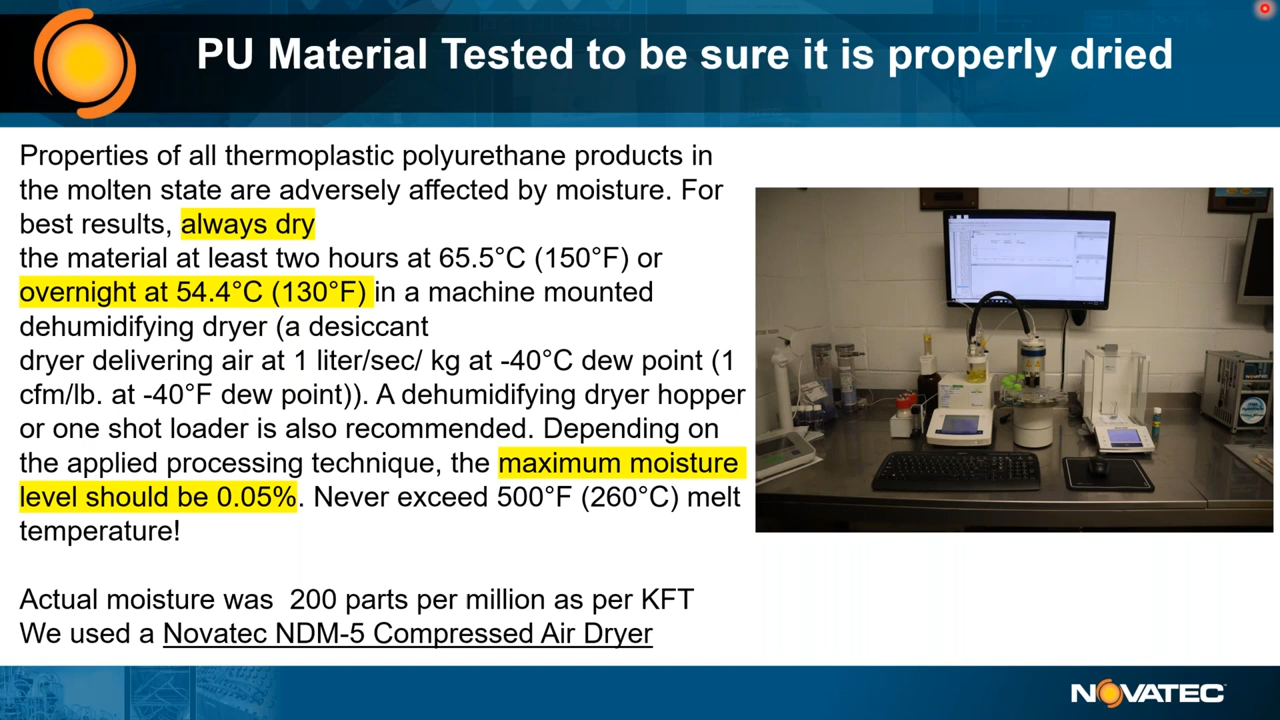 PU Material Tested to be sure it is properly dried
Properties of all thermoplastic polyurethane products in
the molten state are adversely affected by moisture. For
best results, always dry
the material at least two hours at 65.5°C (150°F) or
overnight at 54.4°C (130°F) in a machine mounted
dehumidifying dryer (a desiccant
dryer delivering air at 1 liter/sec/ kg at -40°C dew point (1
cfm/lb. at -40°F dew point)). A dehumidifying dryer hopper
or one shot loader is also recommended. Depending on
the applied processing technique, the maximum moisture
level should be 0.05%. Never exceed 500°F (260°C) melt
temperature!
Actual moisture was  200 parts per million as per KFT
We used a Novatec NDM-5 Compressed Air Dryer
NOVATEC